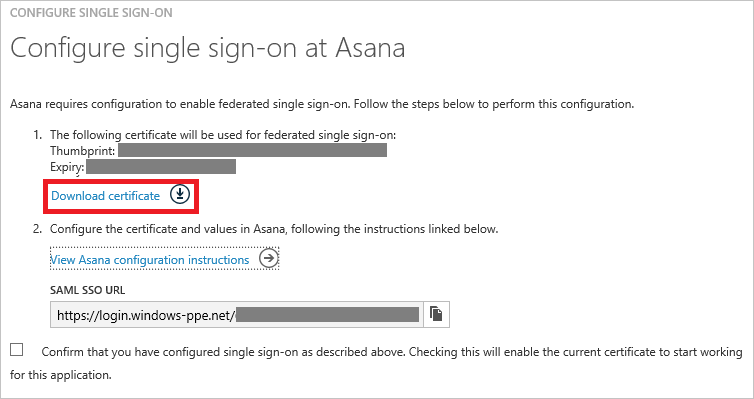 CONFIGURE SINGLE SIGN-ON
Configure single sign-on at Asana
Asana requires configuration to enable federated single sign-on. Follow the steps below to perform this configuration.
1. The following certificate will be used for federated single sign-on:
Thumbprint:
Expiry:
Download certificate
2. Configure the certificate and values in Asana, following the instructions linked below.
View Asana configuration instructions
SAML SSO URL
https://login.windows-ppe.net/
Confirm that you have configured single sign-on as described above. Checking this will enable the current certificate to start working
for this application.